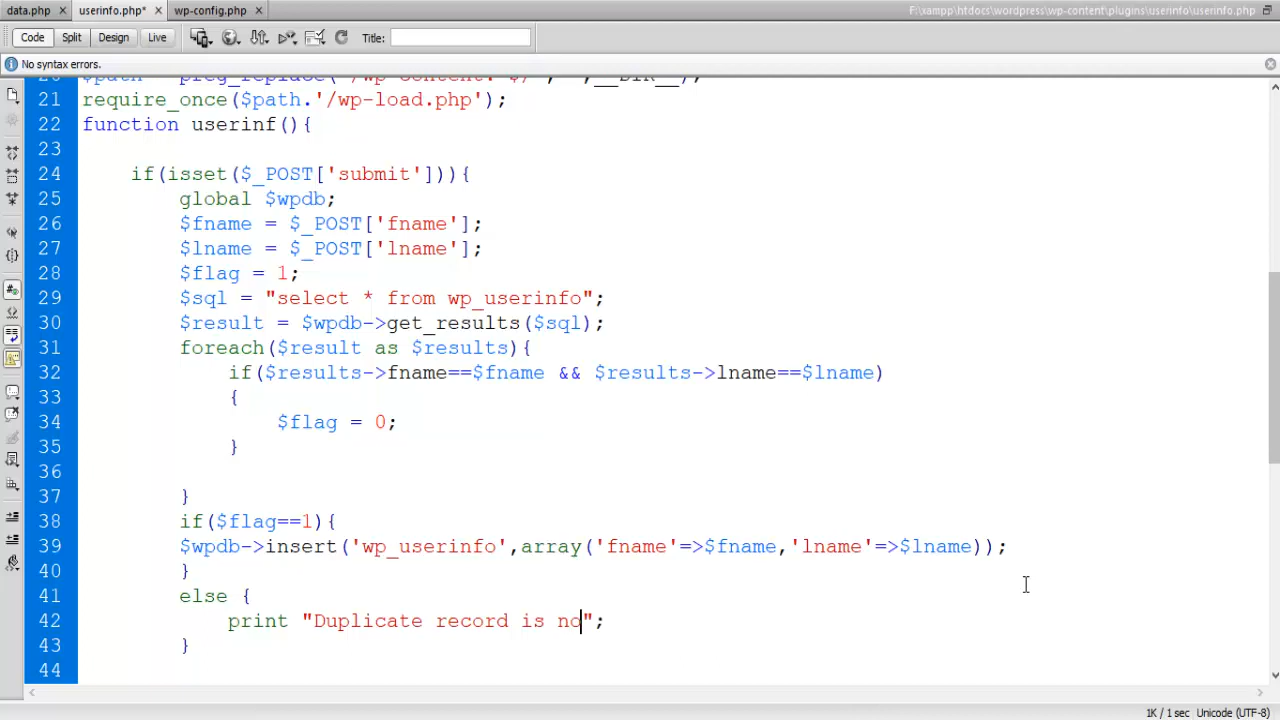 data.php × userinfo.php* × wp-config.php × F:\xampp\htdocs\wordpress\wp-content\plugins\userinfo\userinfo.php
Code Split Design Live Title:
No syntax errors.
21 require_once($path.'/wp-load.php');
22 function userinf(){
23
24 if(isset($_POST['submit'])){
25 global $wpdb;
26 $fname = $_POST['fname'];
27 $lname = $_POST['lname'];
28 $flag = 1;
29 $sql = "select * from wp_userinfo";
30 $result = $wpdb->get_results($sql);
31 foreach($result as $results){
32 if($results->fname==$fname && $results->lname==$lname)
33 {
34 $flag = 0;
35 }
36
37 }
38 if($flag==1){
39 $wpdb->insert('wp_userinfo',array('fname'=>$fname,'lname'=>$lname));
40 }
41 else {
42 print "Duplicate record is no";
43 }
44
1K / 1 sec Unicode (UTF-8)